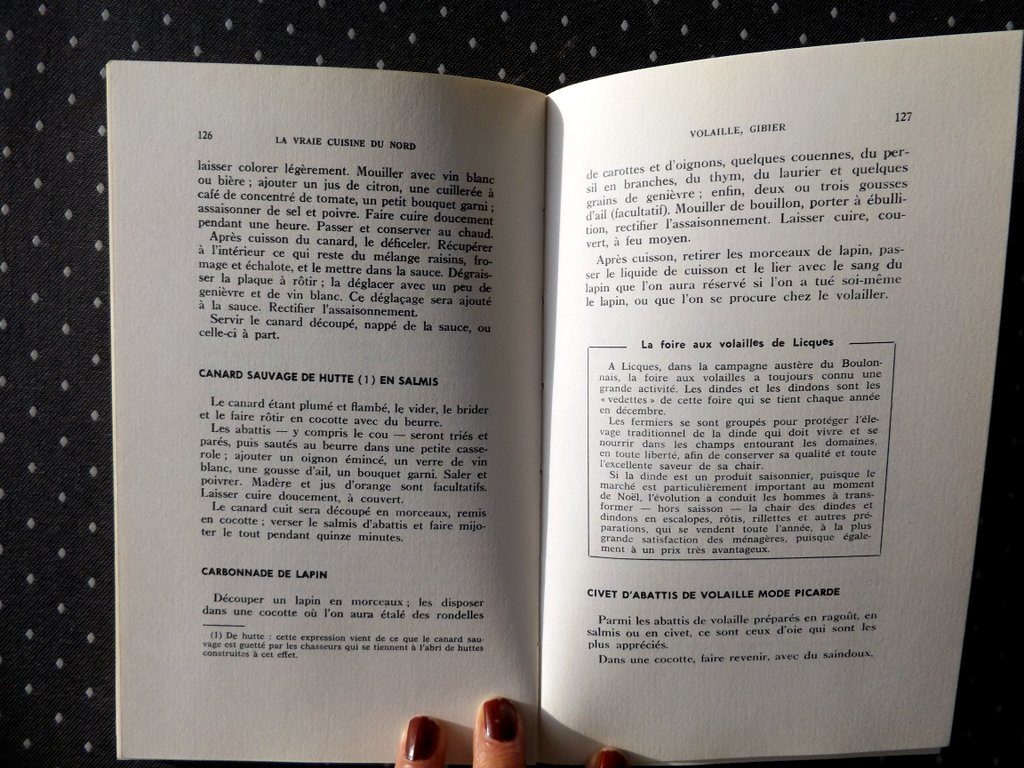 126
LA VRAIE CUISINE DU NORD
laisser colorer légèrement. Mouiller avec vin blanc
ou bière ; ajouter un jus de citron, une cuillerée à
café de concentré de tomate, un petit bouquet garni ;
assaisonner de sel et poivre. Faire cuire doucement
pendant une heure. Passer et conserver au chaud.
Après cuisson du canard, le déficeler. Récupérer
à l'intérieur ce qui reste du mélange raisins, fro-
mage et échalote, et le mettre dans la sauce. Dégrais-
ser la plaque à rôtir ; la déglacer avec un peu de
genièvre et de vin blanc. Ce déglaçage sera ajouté
à la sauce. Rectifier l'assaisonnement.
Servir le canard découpé, nappé de la sauce, ou
celle-ci à part.
CANARD SAUVAGE DE HUTTE (1) EN SALMIS
Le canard étant plumé et flambé, le vider, le brider
et le faire rôtir en cocotte avec du beurre.
Les abattis — y compris le cou — seront triés et
parés, puis sautés au beurre dans une petite casse-
role ; ajouter un oignon émincé, un verre de vin
blanc, une gousse d'ail, un bouquet garni. Saler et
poivrer. Madère et jus d'orange sont facultatifs.
Laisser cuire doucement, à couvert.
Le canard cuit sera découpé en morceaux, remis
en cocotte ; verser le salmis d'abattis et faire mijo-
ter le tout pendant quinze minutes.
CARBONNADE DE LAPIN
Découper un lapin en morceaux ; les disposer
dans une cocotte où l'on aura étalé des rondelles
(1) De hutte : cette expression vient de ce que le canard sau-
vage est guetté par les chasseurs qui se tiennent à l'abri de huttes
construites à cet effet.
VOLAILLE, GIBIER
127
de carottes et d'oignons, quelques couennes, du per-
sil en branches, du thym, du laurier et quelques
grains de genièvre ; enfin, deux ou trois gousses
d'ail (facultatif). Mouiller de bouillon, porter à ébulli-
tion, rectifier l'assaisonnement. Laisser cuire, cou-
vert, à feu moyen.
Après cuisson, retirer les morceaux de lapin, pas-
ser le liquide de cuisson et le lier avec le sang du
lapin que l'on aura réservé si l'on a tué soi-même
le lapin, ou que l'on se procure chez le volailler.
La foire aux volailles de Licques
A Licques, dans la campagne austère du Boulon-
nais, la foire aux volailles a toujours connu une
grande activité. Les dindes et les dindons sont les
« vedettes » de cette foire qui se tient chaque année
en décembre.
Les fermiers se sont groupés pour protéger l'éle-
vage traditionnel de la dinde qui doit vivre et se
nourrir dans les champs entourant les domaines,
en toute liberté, afin de conserver sa qualité et toute
l'excellente saveur de sa chair.
Si la dinde est un produit saisonnier, puisque le
marché est particulièrement important au moment
de Noël, l'évolution a conduit les hommes à trans-
former — hors saison — la chair des dindes et
dindons en escalopes, rôtis, rillettes et autres pré-
parations, qui se vendent toute l'année, à la plus
grande satisfaction des ménagères, puisque égale-
ment à un prix très avantageux.
CIVET D'ABATTIS DE VOLAILLE MODE PICARDE
Parmi les abattis de volaille préparés en ragoût, en
salmis ou en civet, ce sont ceux d'oie qui sont les
plus appréciés.
Dans une cocotte, faire revenir, avec du saindoux,